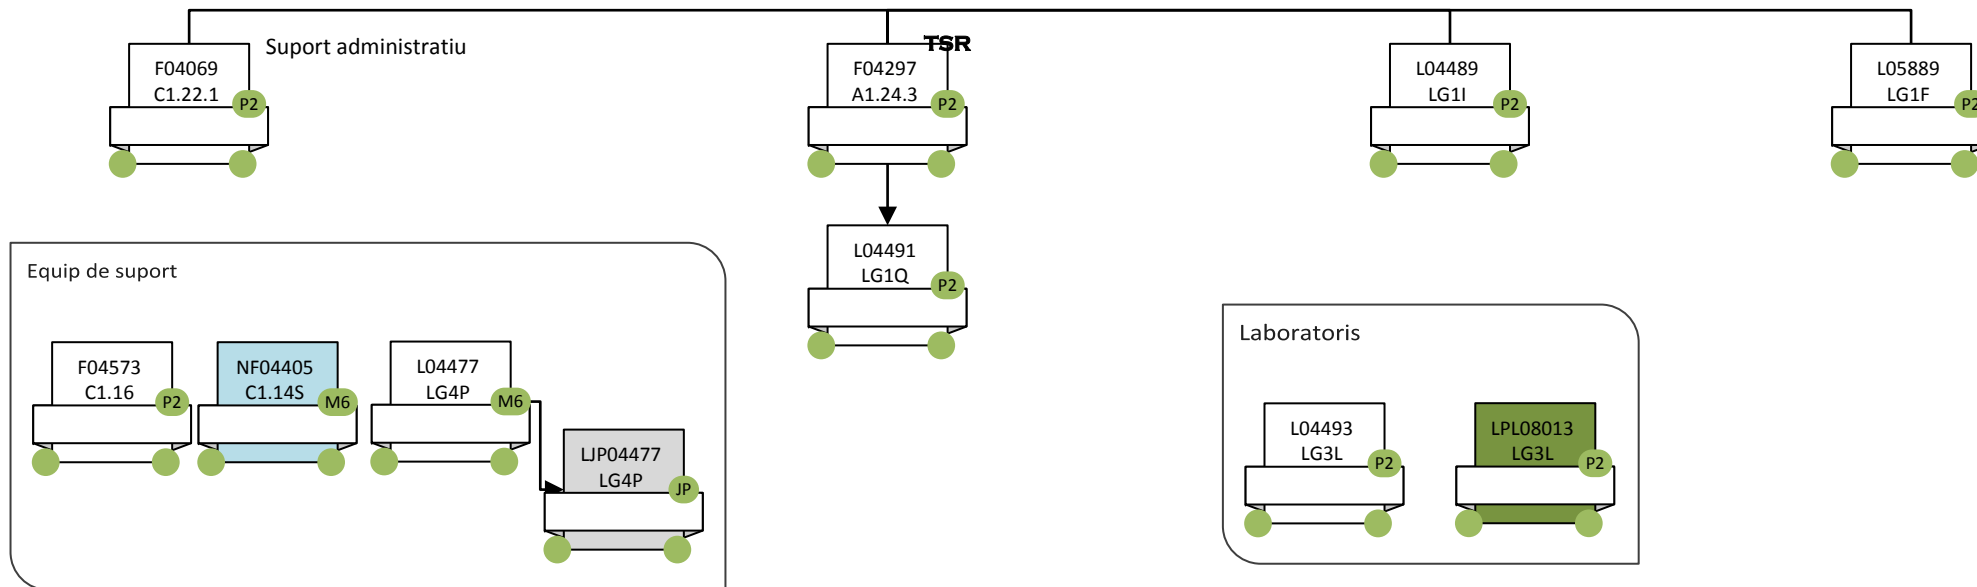 Suport administratiu
F04069
C1.22.1
P2
TSR
F04297
A1.24.3
P2
L04489
LG1I
P2
L05889
LG1F
P2
L04491
LG1Q
P2
Equip de suport
F04573
C1.16
P2
NF04405
C1.14S
M6
L04477
LG4P
M6
LJP04477
LG4P
JP
Laboratoris
L04493
LG3L
P2
LPL08013
LG3L
P2